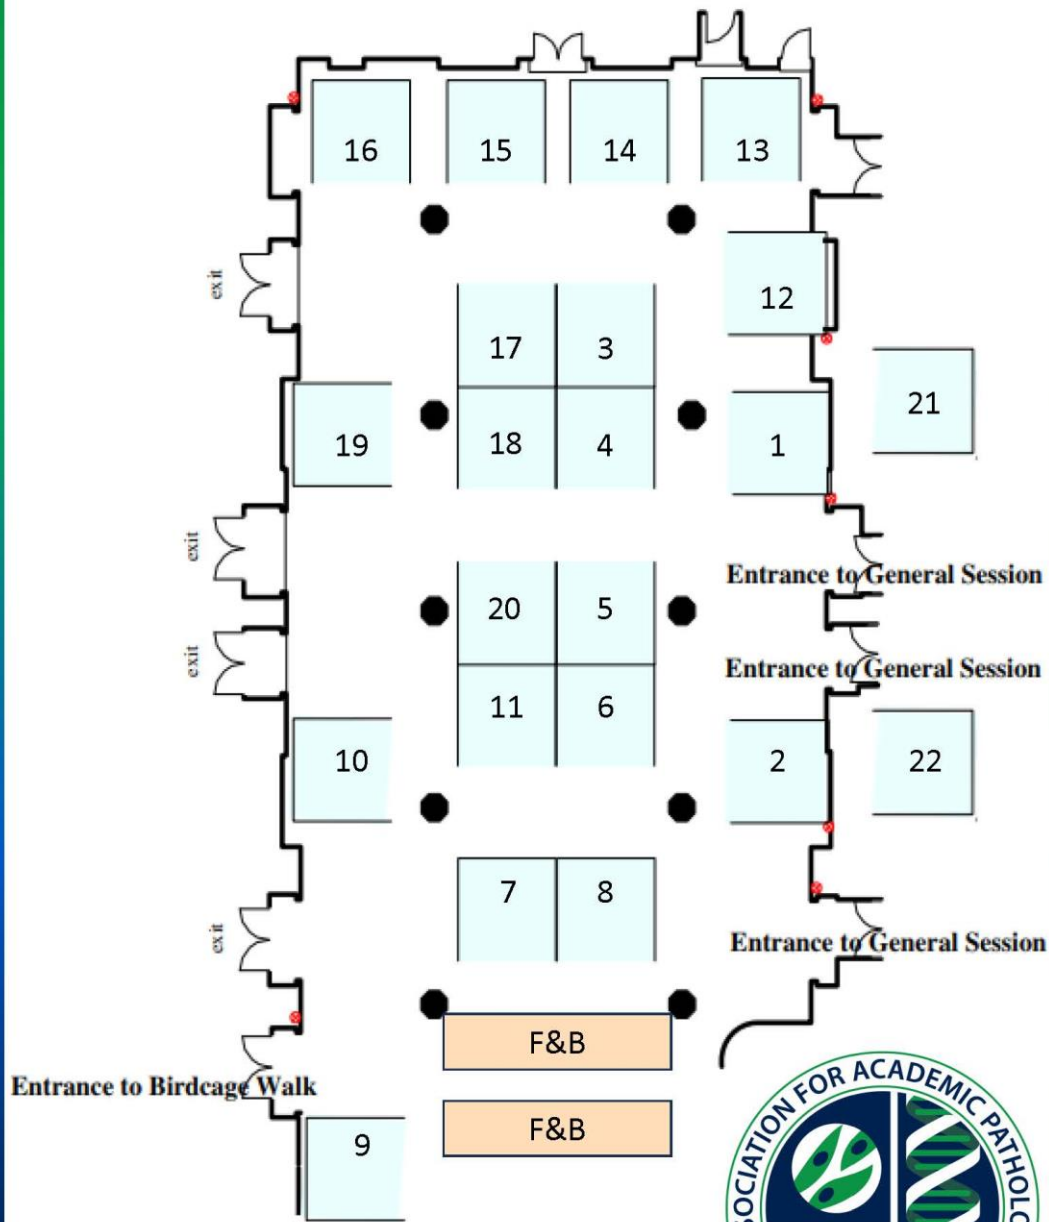 16 15 14 13
exit
12
17 3
21
19 18 4 1
exit
Entrance to General Session
20 5
exit
Entrance to General Session
11 6
10 2 22
7 8
exit
Entrance to General Session
F&B
Entrance to Birdcage Walk
F&B
9
FOR ACADEMIC